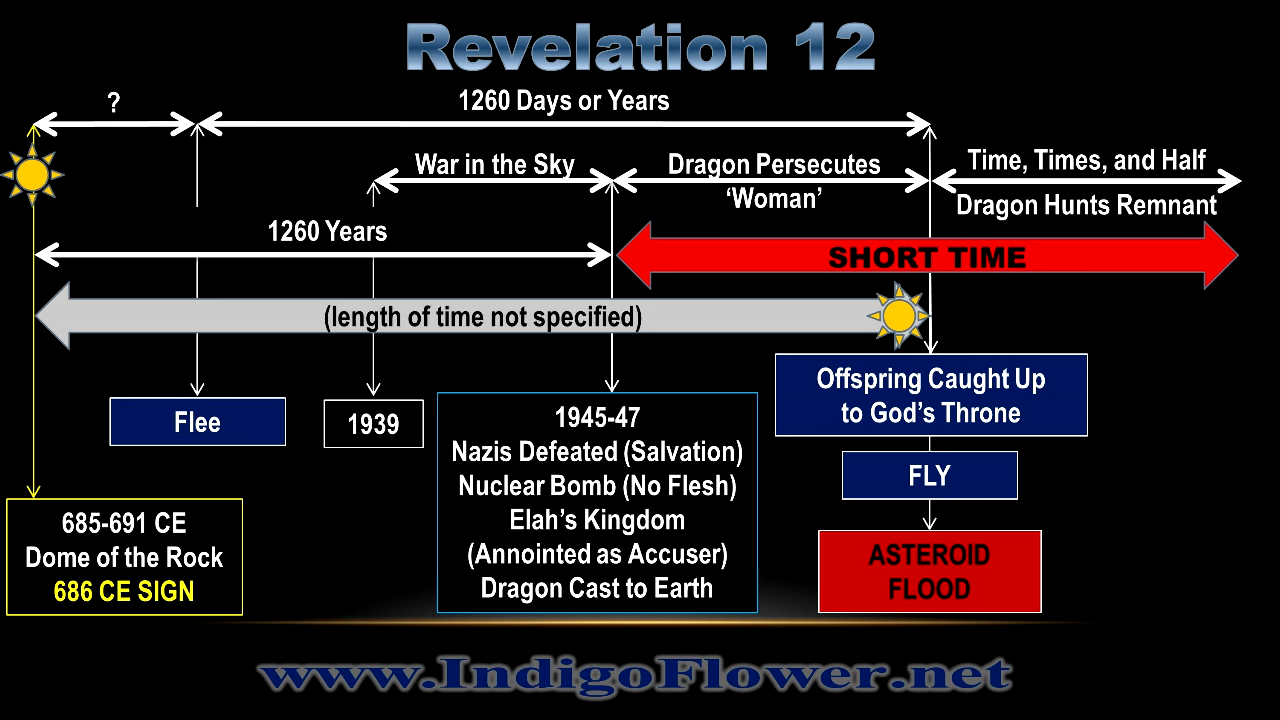 Revelation 12
?
1260 Days or Years
War in the Sky
Dragon Persecutes
‘Woman’
Time, Times, and Half
Dragon Hunts Remnant
1260 Years
SHORT TIME
(length of time not specified)
Offspring Caught Up
to God’s Throne
Flee
1939
1945-47
Nazis Defeated (Salvation)
Nuclear Bomb (No Flesh)
Elah’s Kingdom
(Annointed as Accuser)
Dragon Cast to Earth
FLY
685-691 CE
Dome of the Rock
686 CE SIGN
ASTEROID
FLOOD
www.IndigoFlower.net